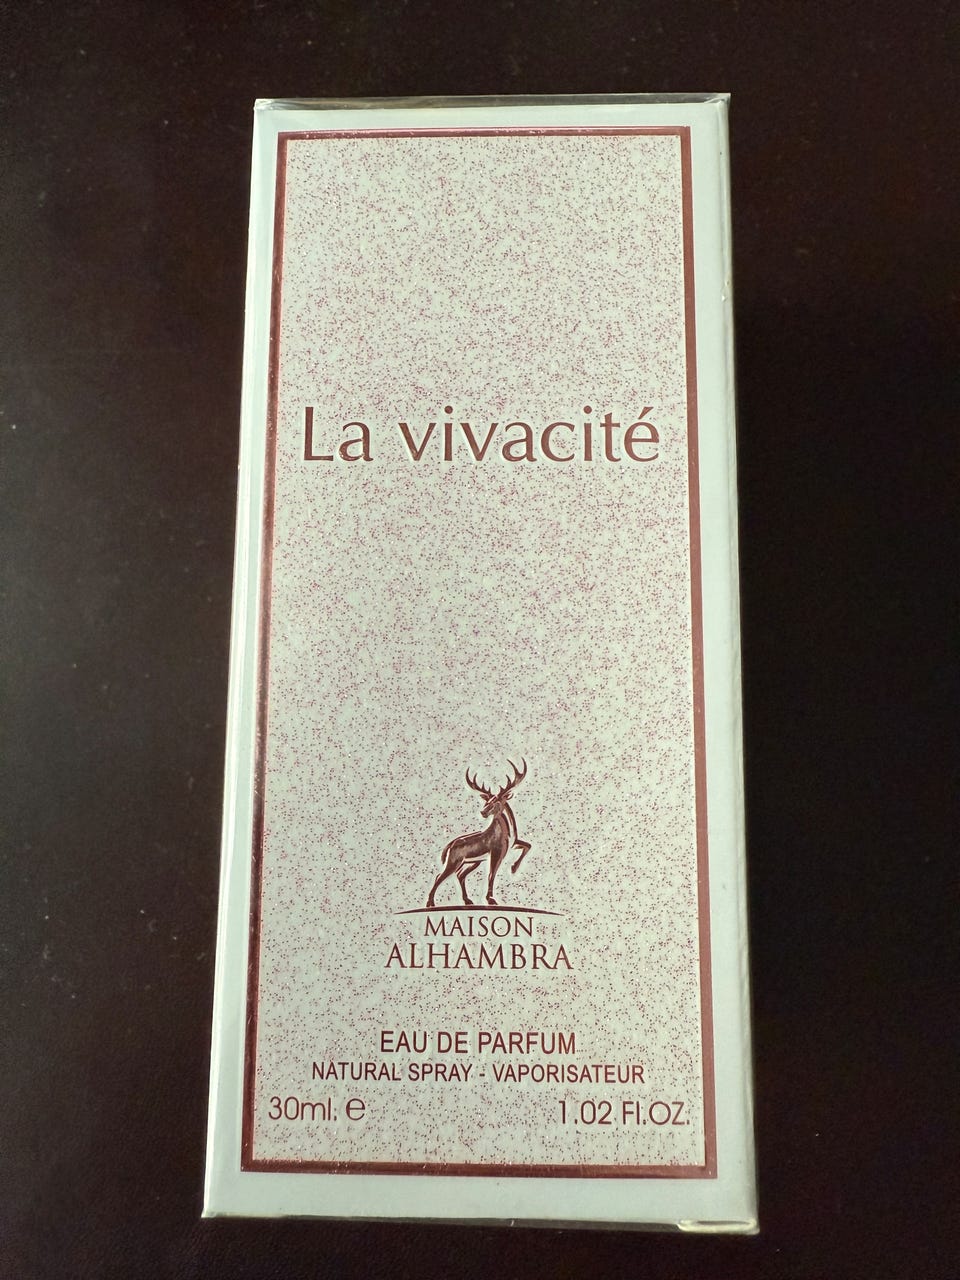 La vivacité
MAISON
ALHAMBRA
EAU DE PARFUM
NATURAL SPRAY - VAPORISATEUR
30ml. e 1.02 Fl.OZ.